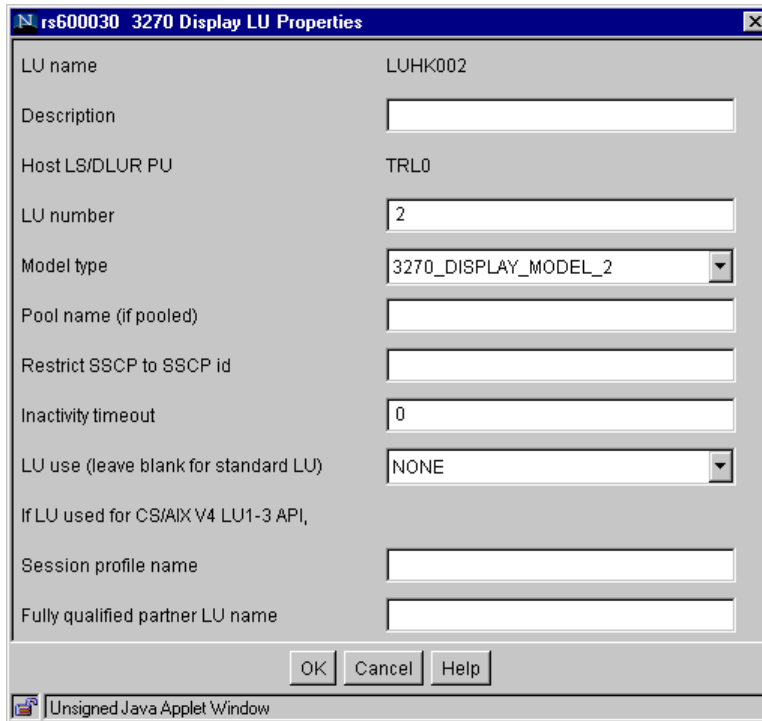 rs600030 3270 Display LU Properties
LU name LUHK002
Description
Host LS/DLUR PU TRL0
LU number 2
Model type 3270_DISPLAY_MODEL_2
Pool name (if pooled)
Restrict SSCP to SSCP id
Inactivity timeout 0
LU use (leave blank for standard LU) NONE
If LU used for CS/AIX V4 LU1-3 API,
Session profile name
Fully qualified partner LU name
OK Cancel Help
Unsigned Java Applet Window